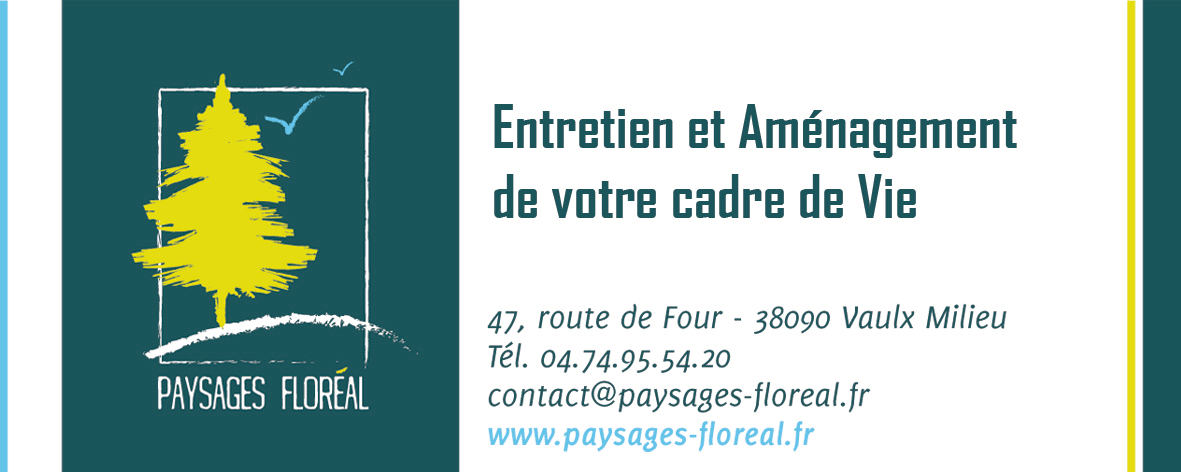 PAYSAGES FLORÉAL
Entretien et Aménagement
de votre cadre de Vie
47, route de Four - 38090 Vaulx Milieu
Tél. 04.74.95.54.20
contact@paysages-floreal.fr
www.paysages-floreal.fr